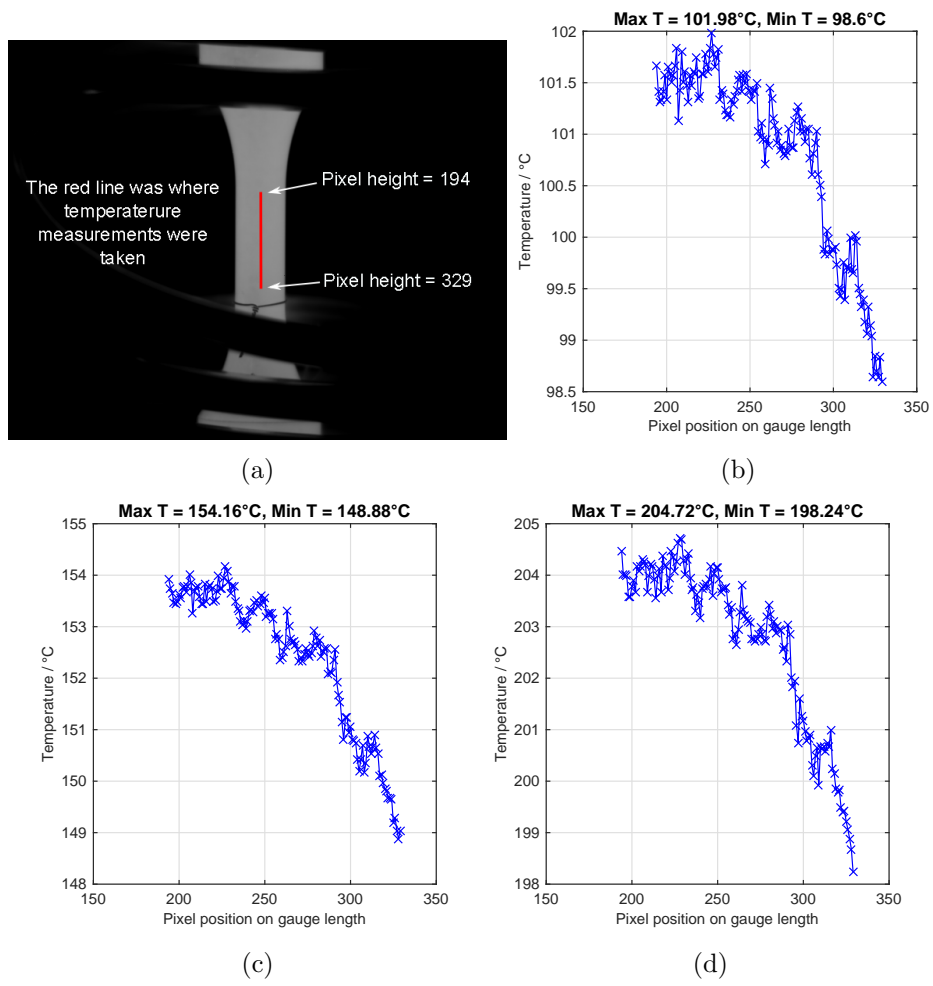 The red line was where
temperaterure
measurements were
taken
Pixel height = 194
Pixel height = 329
(a)
Max T = 101.98°C, Min T = 98.6°C
102
101.5
101
100.5
100
99.5
99
98.5
150
200
250
300
350
Temperature / °C
Pixel position on gauge length
(b)
Max T = 154.16°C, Min T = 148.88°C
155
154
153
152
151
150
149
148
150
200
250
300
350
Temperature / °C
Pixel position on gauge length
(c)
Max T = 204.72°C, Min T = 198.24°C
205
204
203
202
201
200
199
198
150
200
250
300
350
Temperature / °C
Pixel position on gauge length
(d)